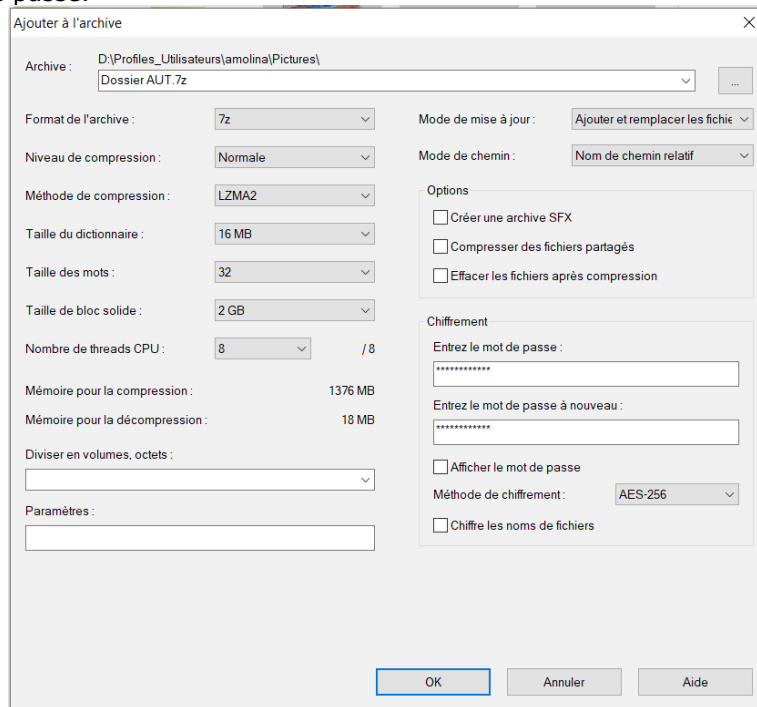 passe.
Ajouter à l'archive
Archive :
D:\Profiles_Utilisateurs\amolina\Pictures\
Dossier AUT.7z
...
Format de l'archive :
7z
Niveau de compression :
Normale
Méthode de compression :
LZMA2
Taille du dictionnaire :
16 MB
Taille des mots :
32
Taille de bloc solide :
2 GB
Nombre de threads CPU :
8
/ 8
Mémoire pour la compression :
1376 MB
Mémoire pour la décompression :
18 MB
Diviser en volumes, octets :
Paramètres :
Mode de mise à jour :
Ajouter et remplacer les fichie
Mode de chemin :
Nom de chemin relatif
Options
Créer une archive SFX
Compresser des fichiers partagés
Effacer les fichiers après compression
Chiffrement
Entrez le mot de passe :
************
Entrez le mot de passe à nouveau :
************
Afficher le mot de passe
Méthode de chiffrement :
AES-256
Chiffre les noms de fichiers
OK
Annuler
Aide